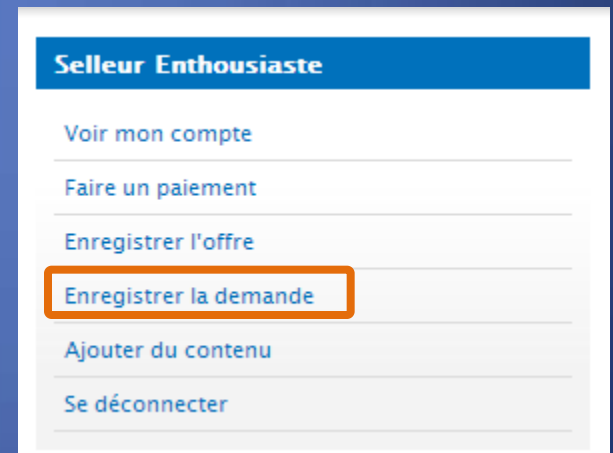 Selleur Enthousiaste
Voir mon compte
Faire un paiement
Enregistrer l'offre
Enregistrer la demande
Ajouter du contenu
Se déconnecter